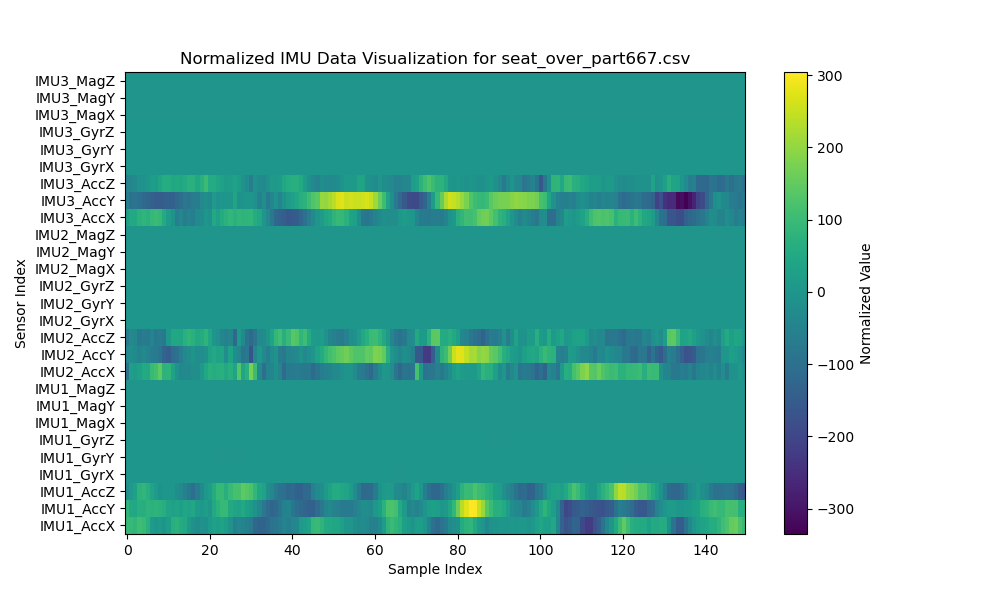 Normalized IMU Data Visualization for seat_over_part667.csv
IMU3_MagZ
IMU3_MagY
IMU3_MagX
IMU3_GyrZ
IMU3_GyrY
IMU3_GyrX
IMU3_AccZ
IMU3_AccY
IMU3_AccX
IMU2_MagZ
IMU2_MagY
IMU2_MagX
IMU2_GyrZ
IMU2_GyrY
IMU2_GyrX
IMU2_AccZ
IMU2_AccY
IMU2_AccX
IMU1_MagZ
IMU1_MagY
IMU1_MagX
IMU1_GyrZ
IMU1_GyrY
IMU1_GyrX
IMU1_AccZ
IMU1_AccY
IMU1_AccX
Sensor Index
0 20 40 60 80 100 120 140
Sample Index
300
200
100
0
−100
−200
−300
Normalized Value